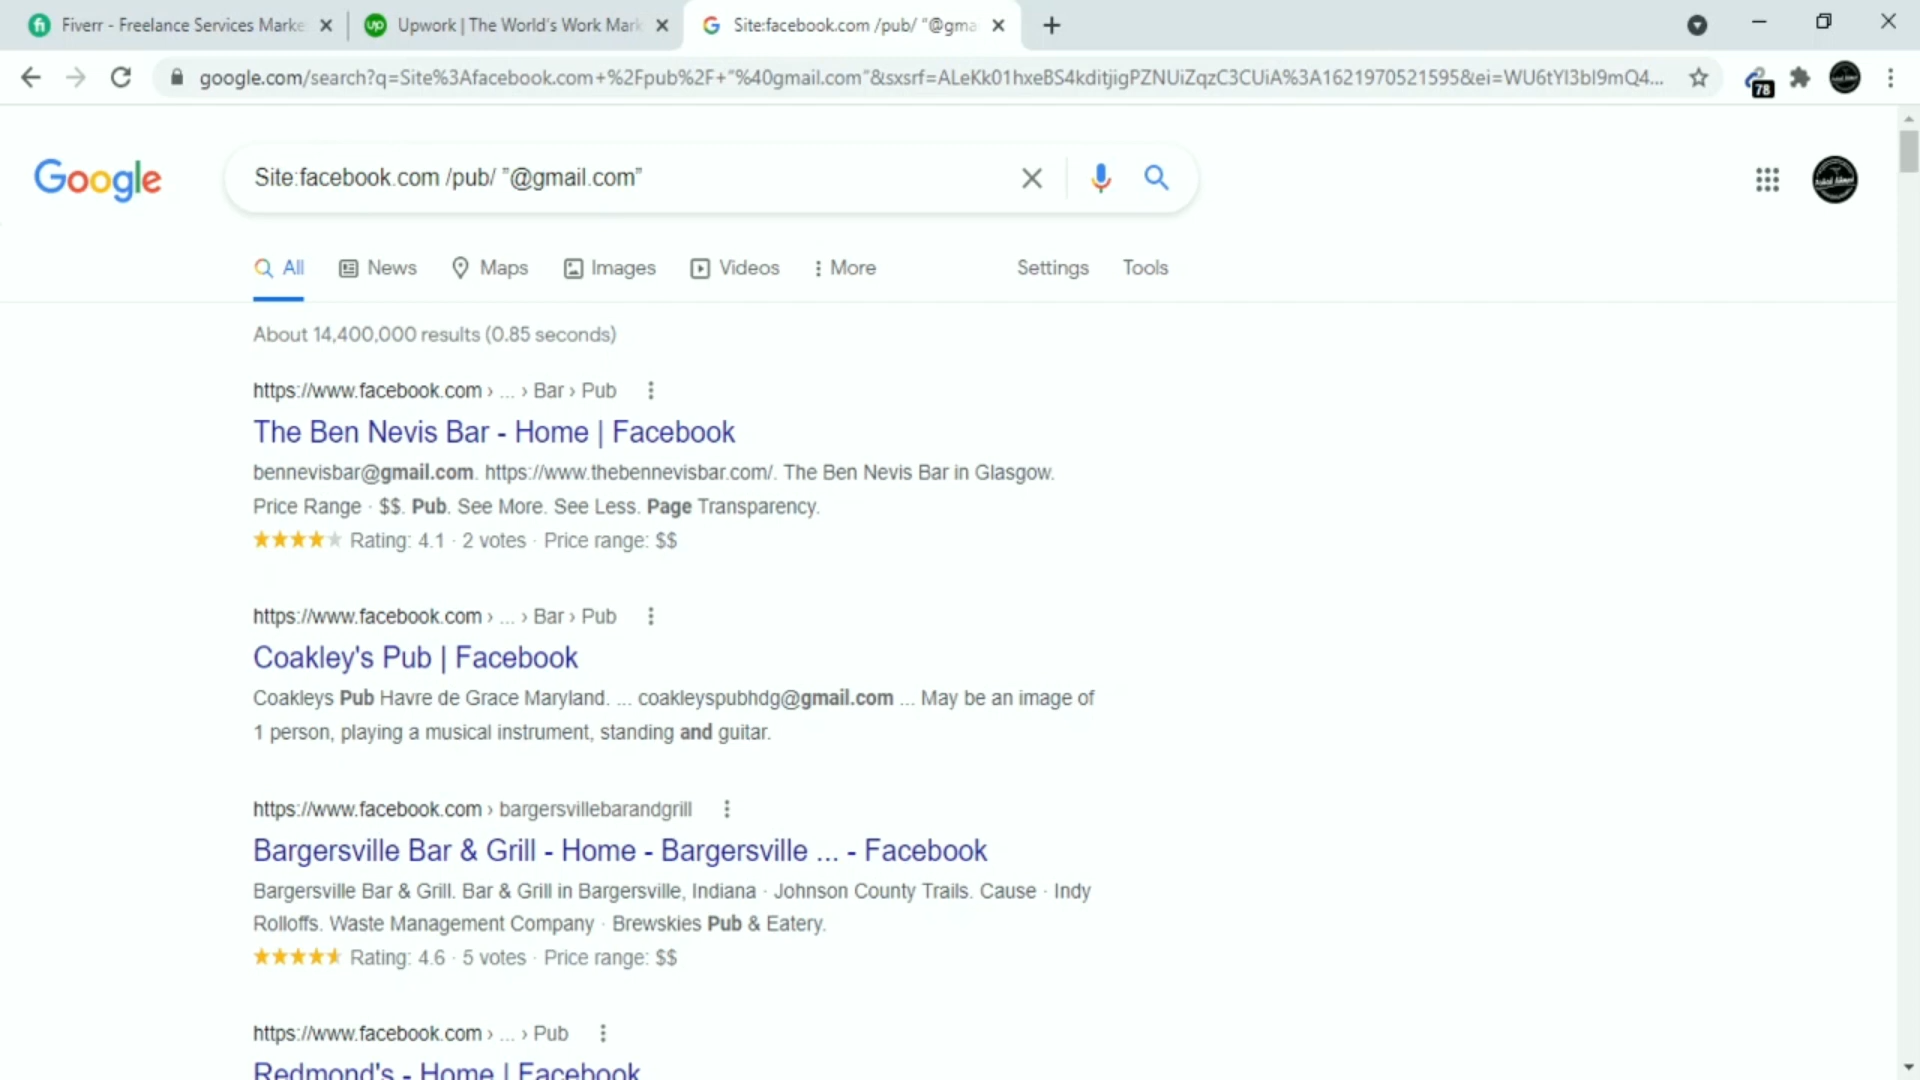 Fiverr - Freelance Services Marke
Upwork | The World's Work Mark
Site:facebook.com /pub/ "@gma
google.com/search?q=Site%3Afacebook.com+%2Fpub%2F+"%40gmail.com"&sxsrf=ALeKk01hxeBS4kditjigPZNUiZqzC3CUiA%3A1621970521595&ei=WU6tYI3bI9mQ4...
78
Google
Site:facebook.com /pub/ "@gmail.com"
All
News
Maps
Images
Videos
More
Settings
Tools
About 14,400,000 results (0.85 seconds)
https://www.facebook.com › ... › Bar › Pub
The Ben Nevis Bar - Home | Facebook
bennevisbar@gmail.com. https://www.thebennevisbar.com/. The Ben Nevis Bar in Glasgow.
Price Range · $$. Pub. See More. See Less. Page Transparency.
Rating: 4.1 · 2 votes · Price range: $$
https://www.facebook.com › ... › Bar › Pub
Coakley's Pub | Facebook
Coakleys Pub Havre de Grace Maryland. ... coakleyspubhdg@gmail.com ... May be an image of
1 person, playing a musical instrument, standing and guitar.
https://www.facebook.com › bargersvillebarandgrill
Bargersville Bar & Grill - Home - Bargersville ... - Facebook
Bargersville Bar & Grill. Bar & Grill in Bargersville, Indiana · Johnson County Trails. Cause · Indy
Rolloffs. Waste Management Company · Brewskies Pub & Eatery.
Rating: 4.6 · 5 votes · Price range: $$
https://www.facebook.com › ... › Pub
Redmond's - Home | Facebook